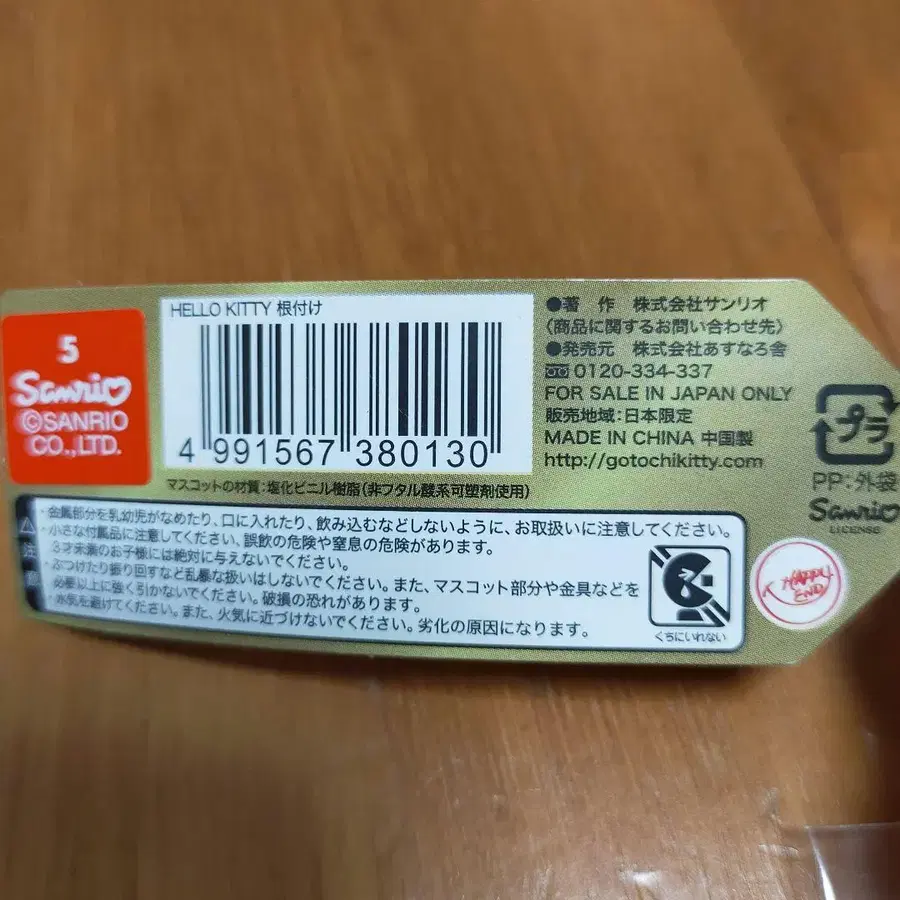 5
Sanrio
©SANRIO
CO.,LTD.
HELLO KITTY 根付け
4 991567 380130
マスコットの材質：塩化ビニル樹脂（非フタル酸系可塑剤使用）
●著 作 株式会社サンリオ
〈商品に関するお問い合わせ先〉
●発売元 株式会社あすなろ舎
0120-334-337
FOR SALE IN JAPAN ONLY
販売地域：日本限定
MADE IN CHINA 中国製
http://gotochikitty.com
プラ
PP：外袋
Sanrio
LICENSE
注
・金属部分を乳幼児がなめたり、口に入れたり、飲み込むなどしないように、お取扱いに注意してください。
・小さな付属品に注意してください。誤飲の危険や窒息の危険があります。
3才未満のお子様には絶対に与えないでください。
・ぶつけたり振り回すなど乱暴な扱いはしないでください。また、マスコット部分や金具などを
必要以上に強く引かないでください。破損の恐れがあります。
・水気を避けてください。また、火気に近づけないでください。劣化の原因になります。
くちにいれない
HAPPY
END